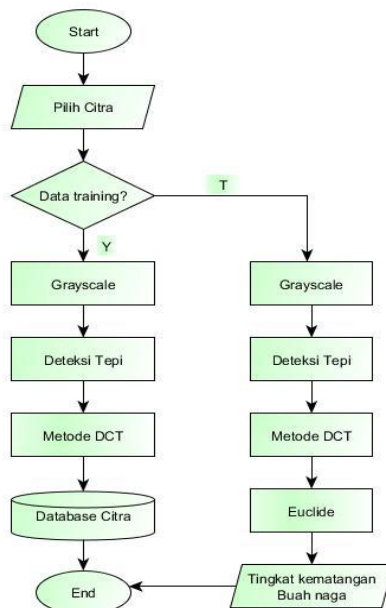 Start
Pilih Citra
Data training?
T
Y
Grayscale
Deteksi Tepi
Metode DCT
Database Citra
End
Grayscale
Deteksi Tepi
Metode DCT
Euclide
Tingkat kematangan
Buah naga